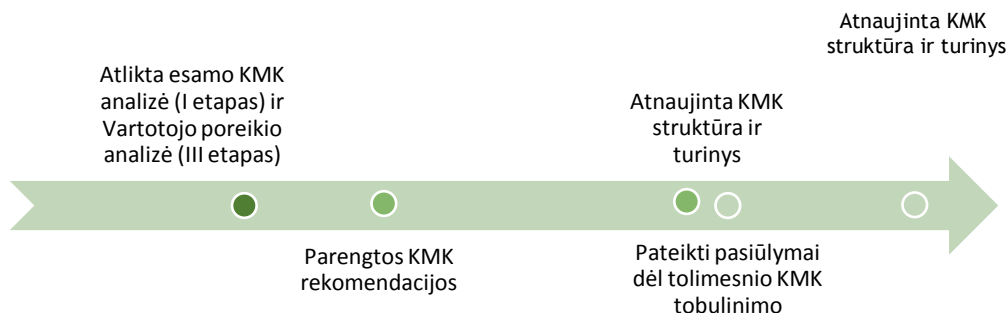 Atnaujinta KMK
struktūra ir turinys
Atlikta esamo KMK
analizė (I etapas) ir
Vartotojo poreikio
analizė (III etapas)
Atnaujinta KMK
struktūra ir
turinys
Parengtos KMK
rekomendacijos
Pateikti pasiūlymai
dėl tolimesnio KMK
tobulinimo